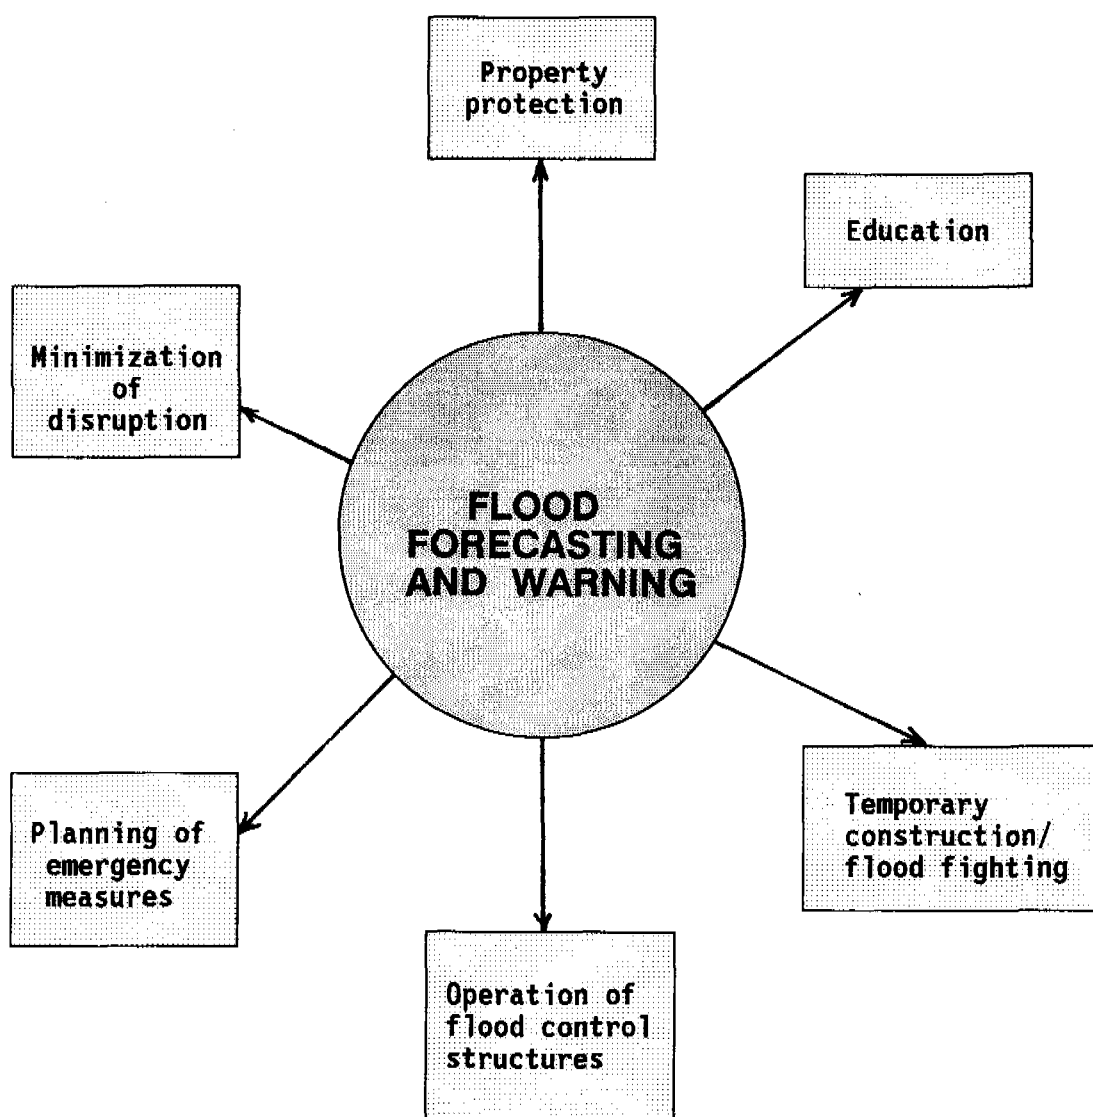 Property
protection
Education
Minimization
of
disruption
FLOOD
FORECASTING
AND WARNING
Planning of
emergency
measures
Temporary
construction/
flood fighting
Operation of
flood control
structures